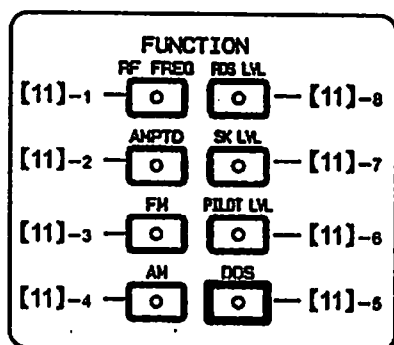 FUNCTION
RF FREQ RDS LVL
[11]-1 [11]-8
AMPTD SK LVL
[11]-2 [11]-7
FM PILOT LVL
[11]-3 [11]-6
AM DDS
[11]-4 [11]-5